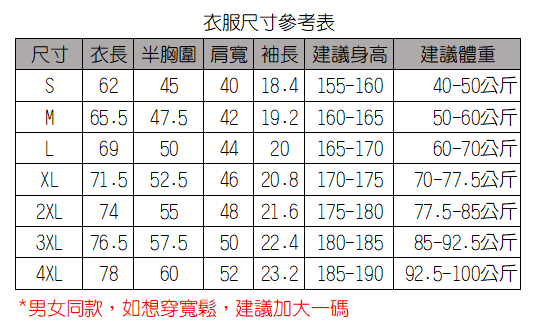 衣服尺寸參考表
尺寸 衣長 半胸圍 肩寬 袖長 建議身高 建議體重
S 62 45 40 18.4 155-160 40-50公斤
M 65.5 47.5 42 19.2 160-165 50-60公斤
L 69 50 44 20 165-170 60-70公斤
XL 71.5 52.5 46 20.8 170-175 70-77.5公斤
2XL 74 55 48 21.6 175-180 77.5-85公斤
3XL 76.5 57.5 50 22.4 180-185 85-92.5公斤
4XL 78 60 52 23.2 185-190 92.5-100公斤
*男女同款，如想穿寬鬆，建議加大一碼